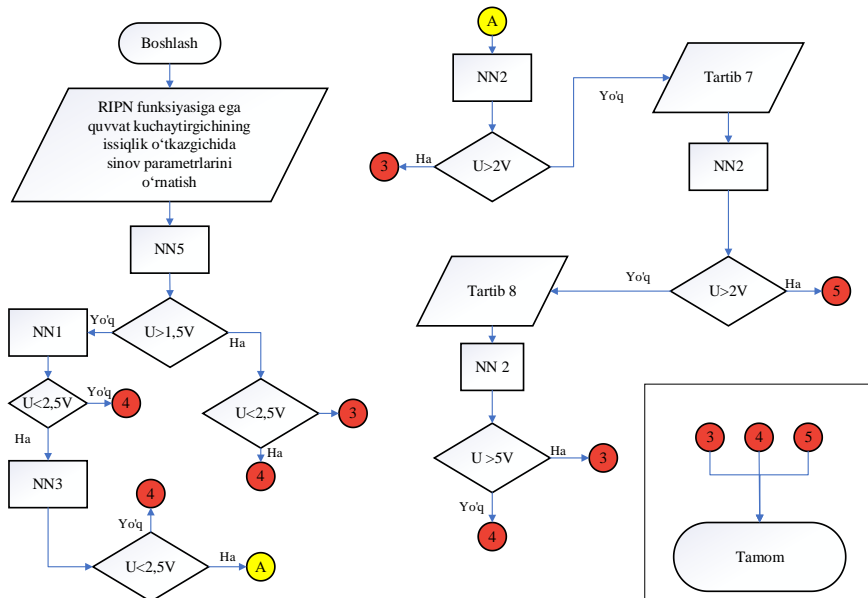 Boshlash
RIPN funksiyasiga ega
quvvat kuchaytirgichining
issiqlik o‘tkazgichida
sinov parametrlarini
o‘rnatish
NN5
U>1,5V
Yo'q
Ha
NN1
U<2,5V
Yo'q
4
Ha
U<2,5V
3
Ha
4
NN3
4
Yo'q
U<2,5V
Ha
A
A
NN2
U>2V
Ha
3
Yo'q
Tartib 7
NN2
U>2V
Ha
5
Yo'q
Tartib 8
NN 2
U >5V
Ha
3
Yo'q
4
3
4
5
Tamom